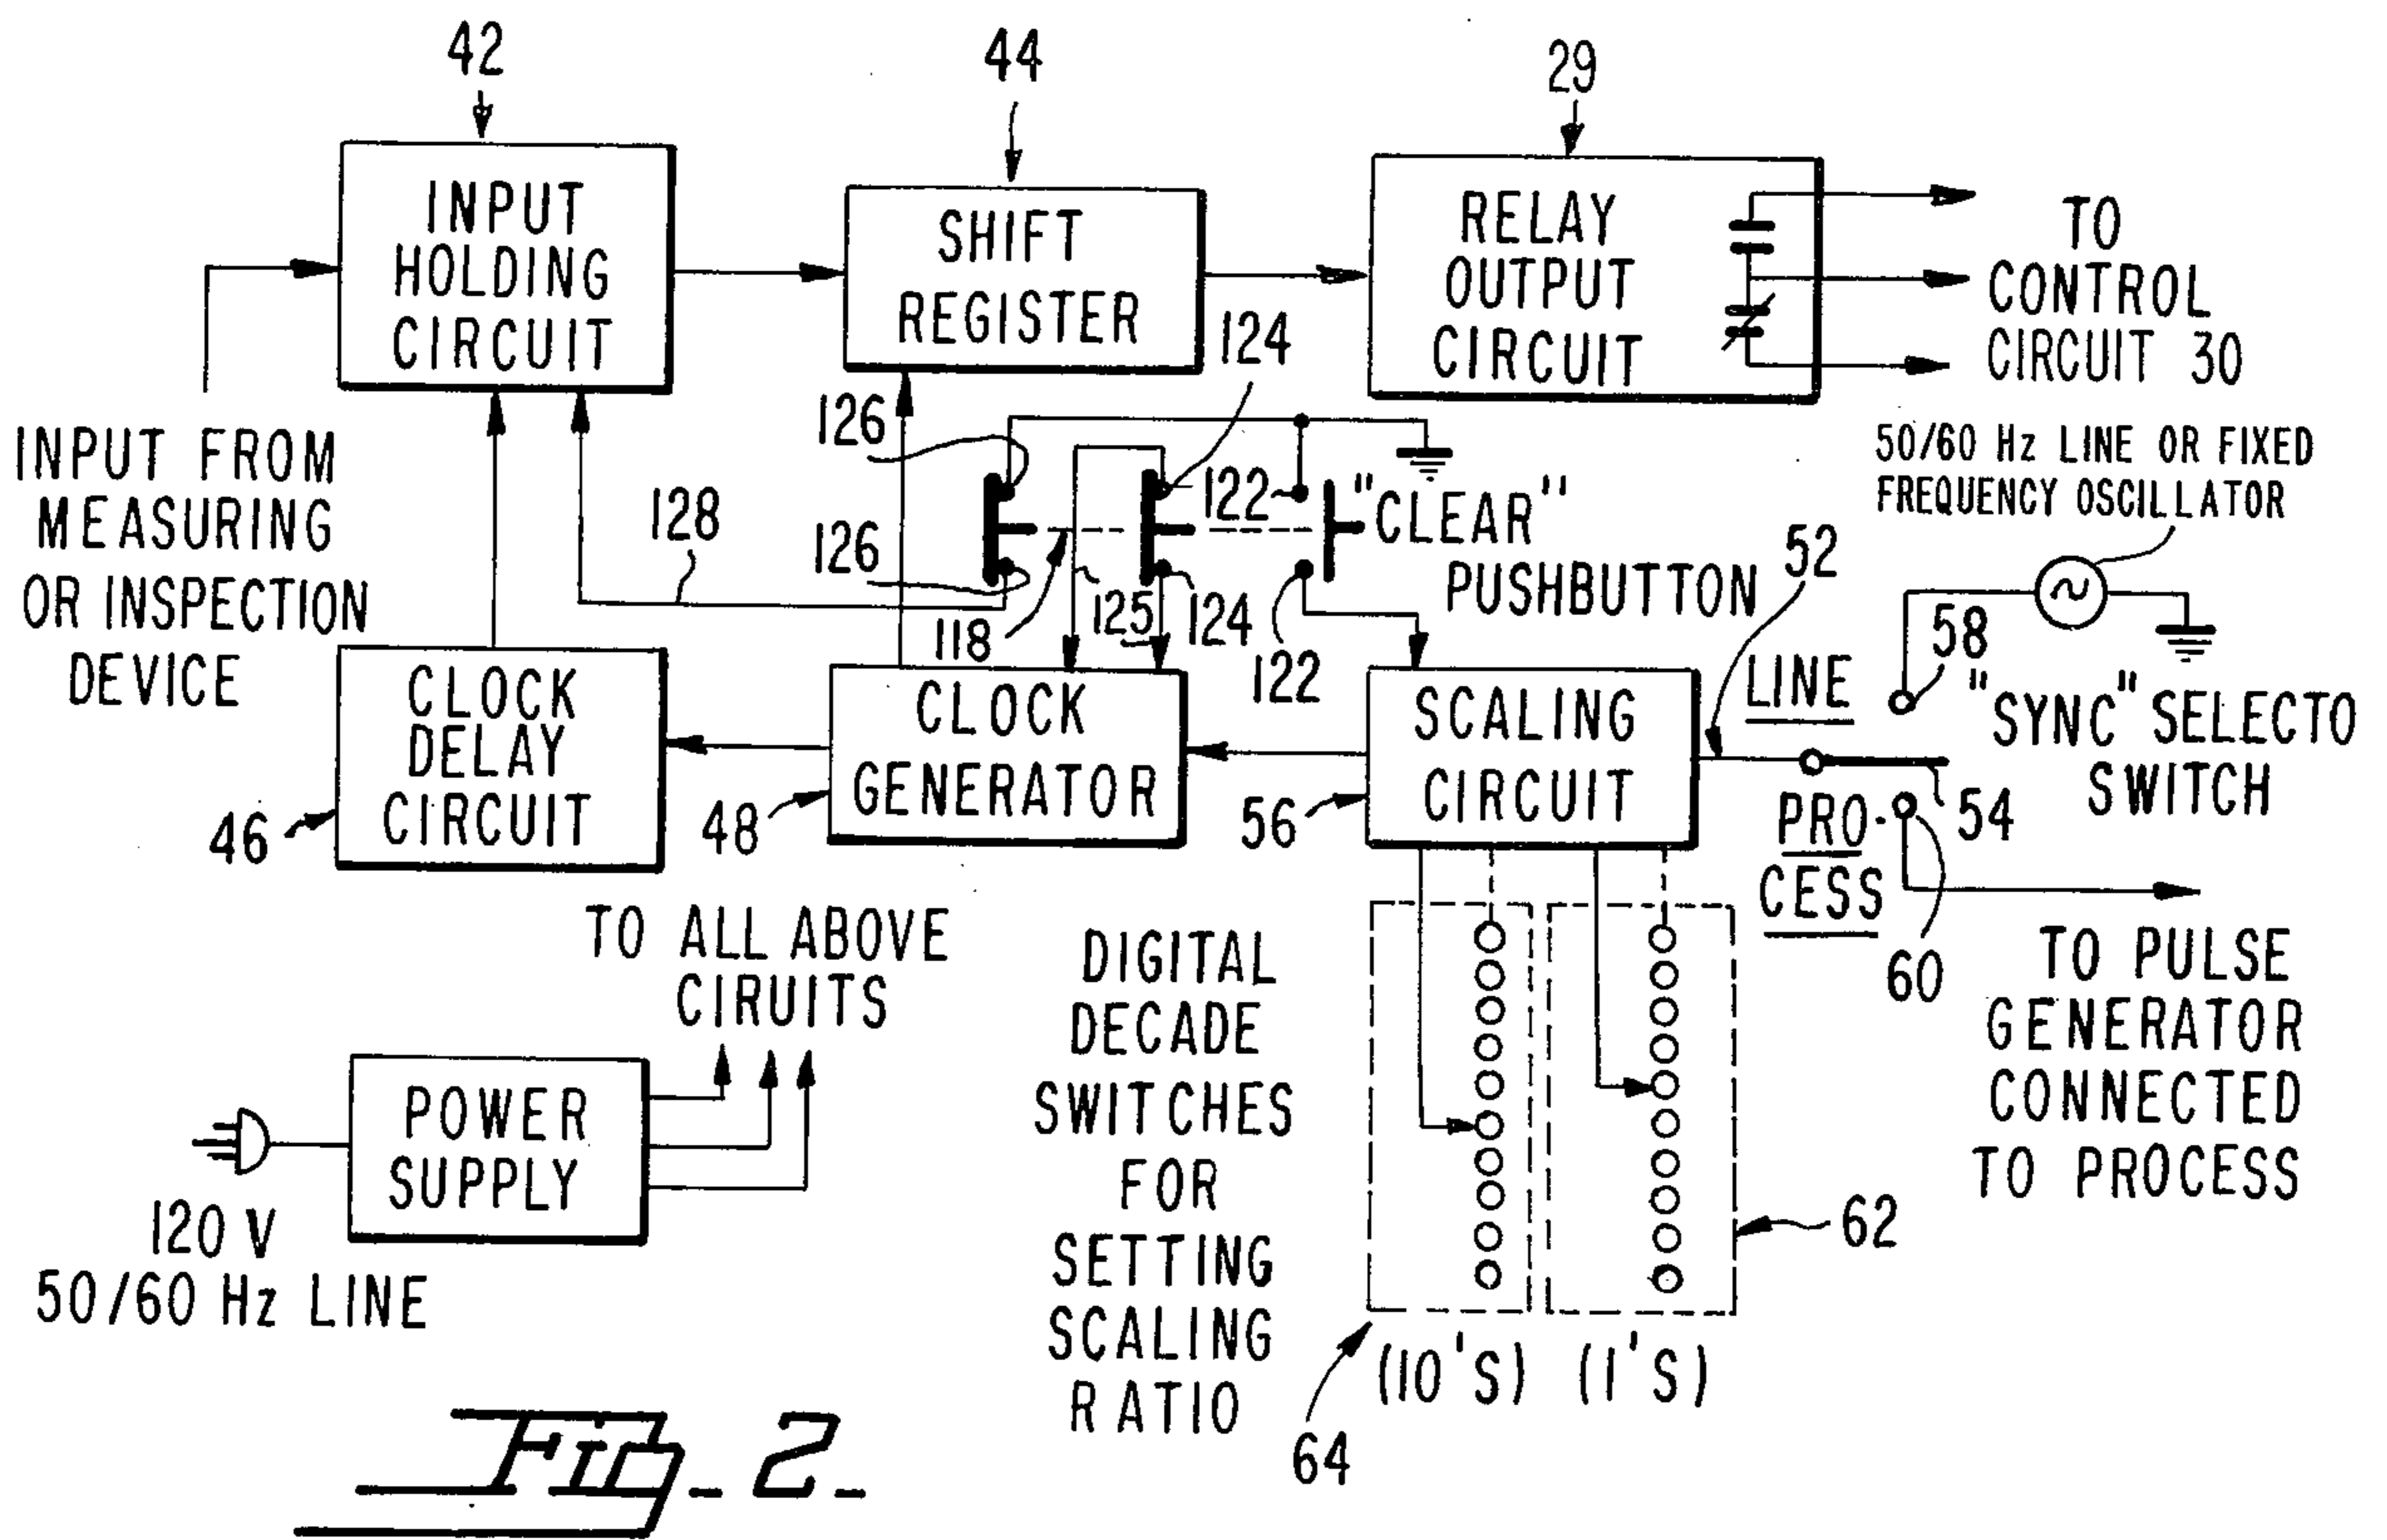 42
44
29
INPUT
HOLDING
CIRCUIT
SHIFT
REGISTER
RELAY
OUTPUT
CIRCUIT
TO
CONTROL
CIRCUIT 30
INPUT FROM
MEASURING
OR INSPECTION
DEVICE
128
126
126
118
124
125
124
122
122
"CLEAR"
PUSHBUTTON
50/60 Hz LINE OR FIXED
FREQUENCY OSCILLATOR
52
58
LINE
"SYNC" SELECTO
SWITCH
54
PRO-
CESS
60
TO PULSE
GENERATOR
CONNECTED
TO PROCESS
CLOCK
DELAY
CIRCUIT
46
CLOCK
GENERATOR
48
SCALING
CIRCUIT
56
TO ALL ABOVE
CIRUITS
POWER
SUPPLY
120 V
50/60 Hz LINE
DIGITAL
DECADE
SWITCHES
FOR
SETTING
SCALING
RATIO
62
64
(10'S) (1'S)
Fig_2_